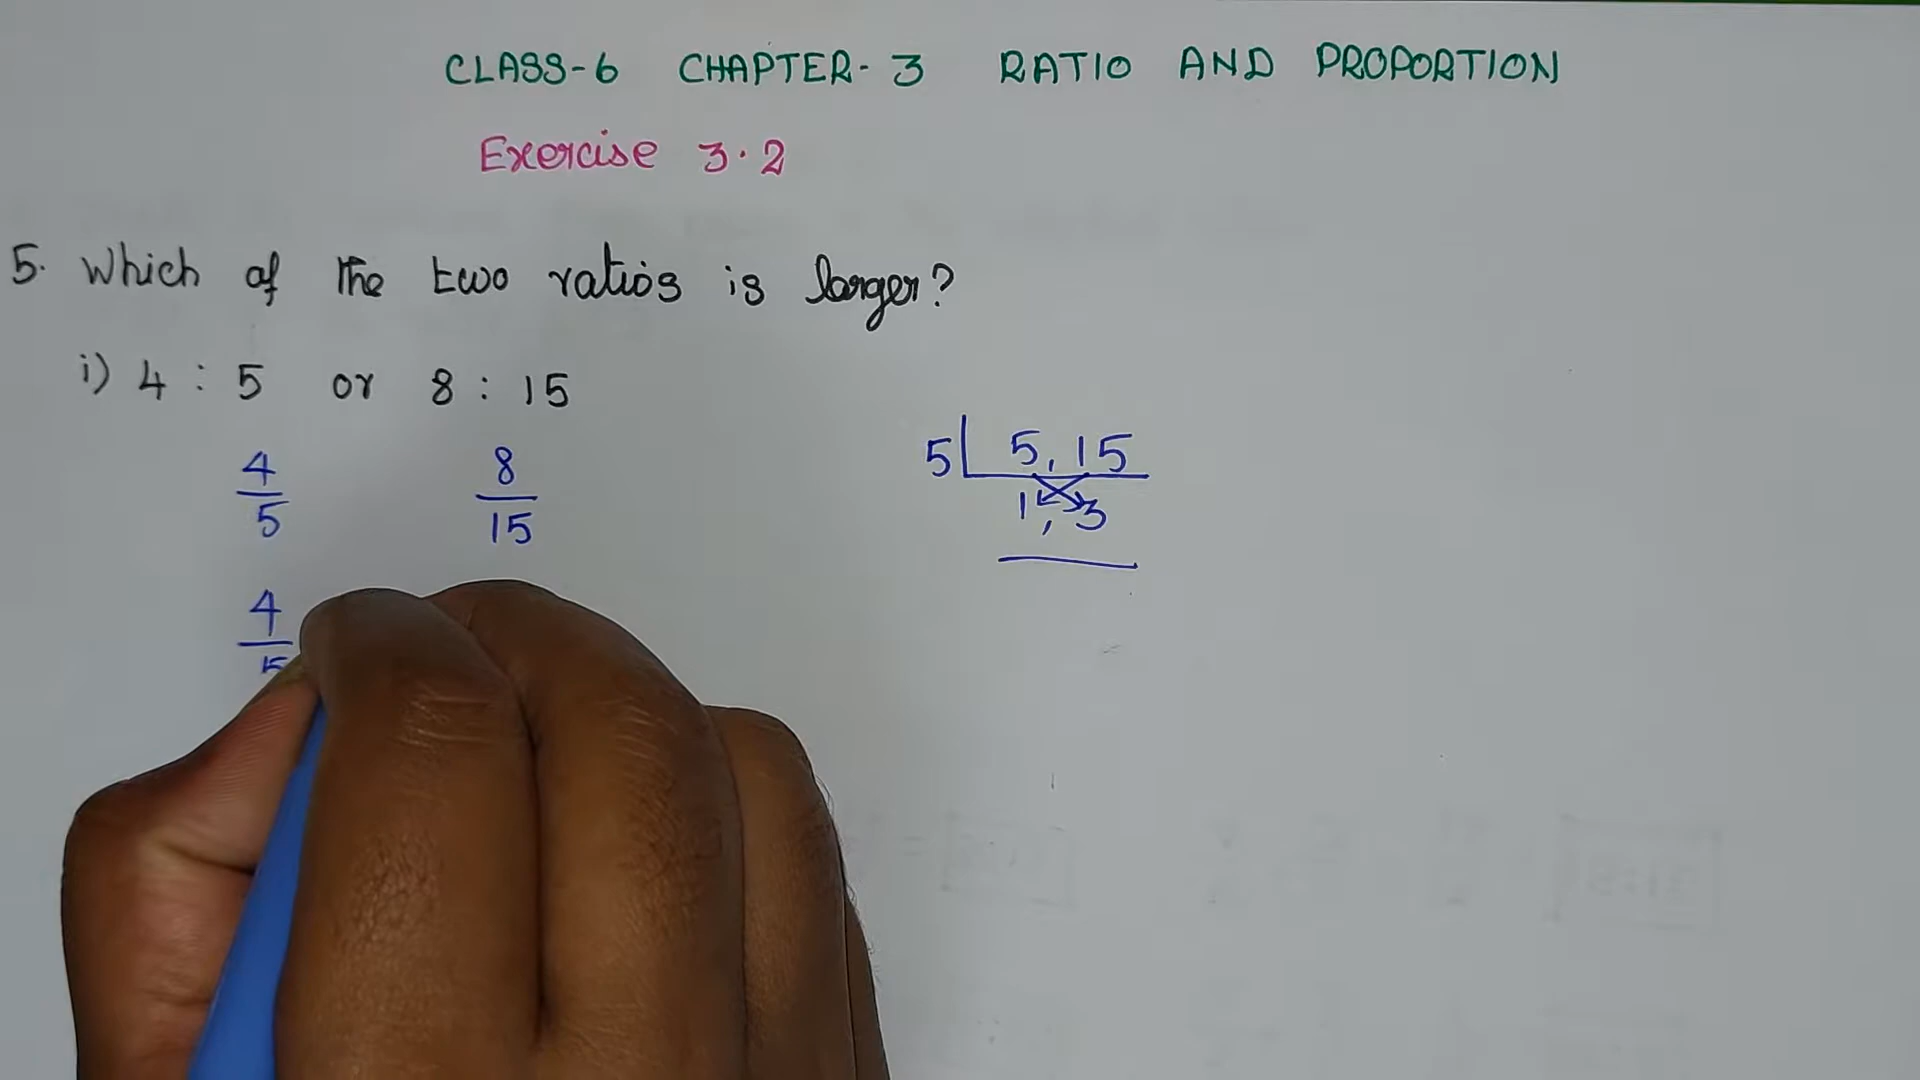 CLASS-6 CHAPTER-3 RATIO AND PROPORTION
Exercise 3.2
5. Which of the two ratios is larger?
i) 4 : 5 or 8 : 15
4/5 8/15
5 5, 15
1, 3
4/5